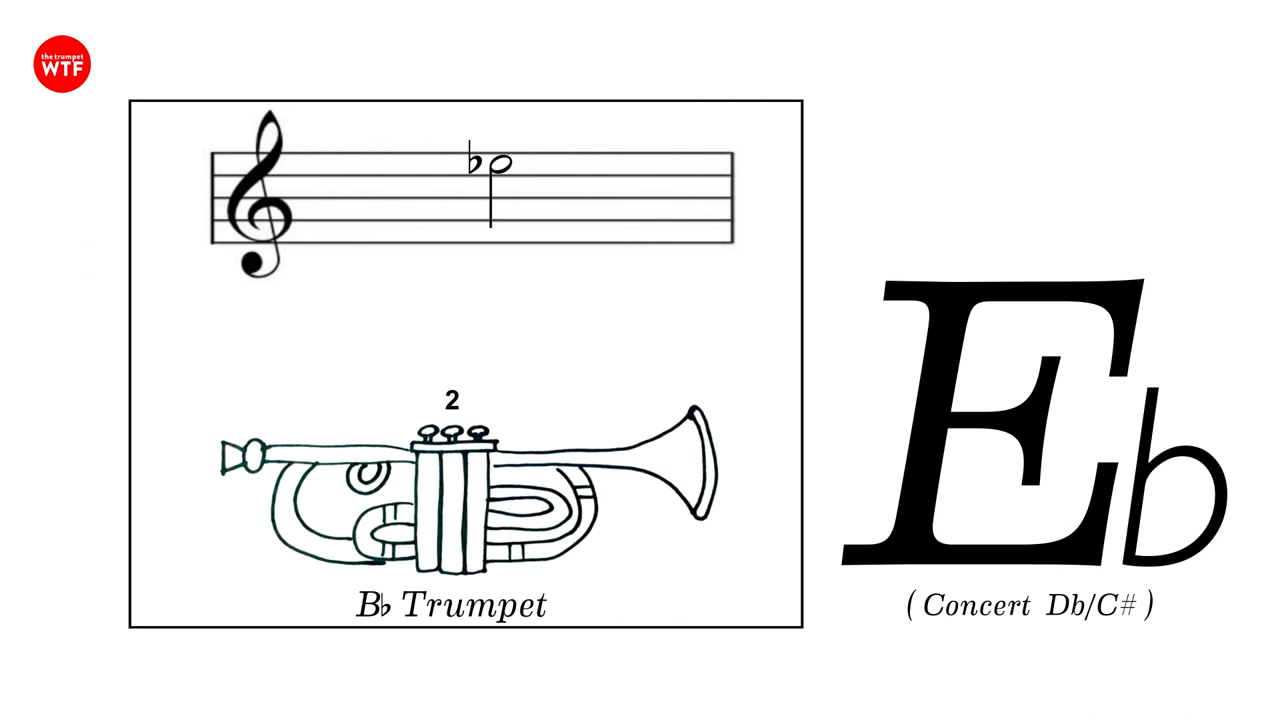 the trumpet
WTF
♭
2
B♭ Trumpet
Eb
( Concert Db/C# )